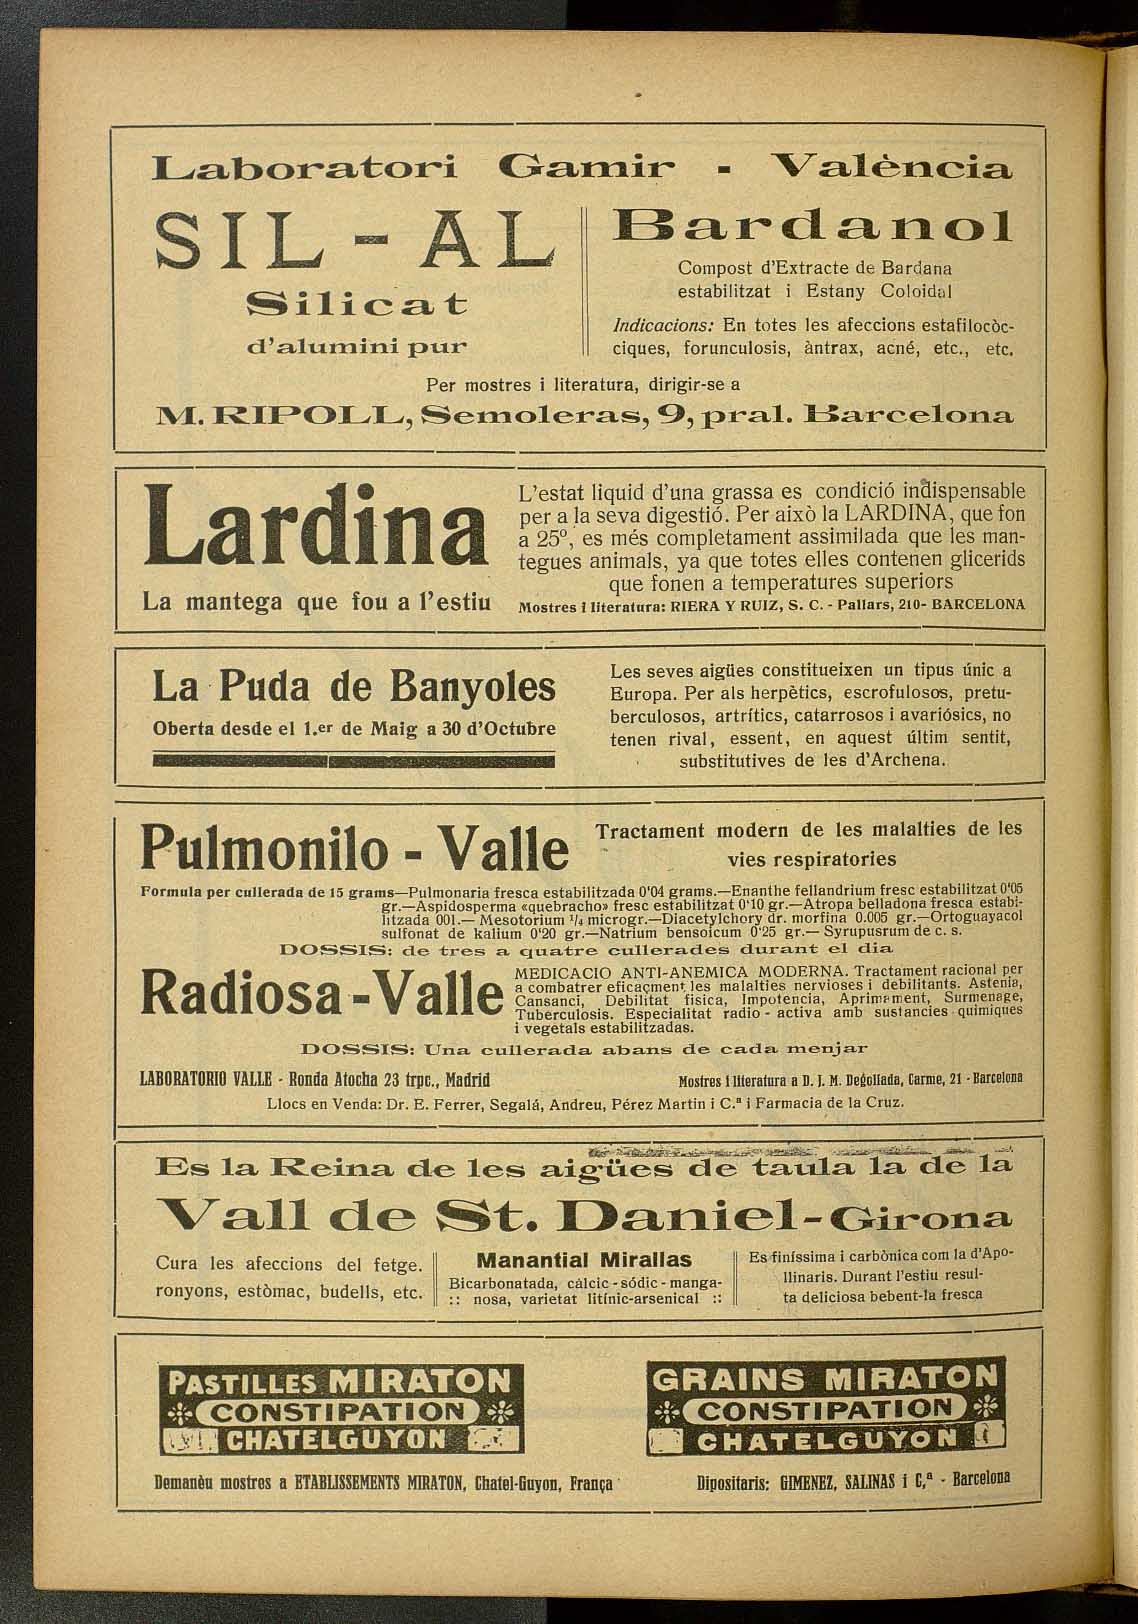 Laboratori Gamir - València
SIL-AL
Silicat
d'alumini pur
Bardanol
Compost d'Extracte de Bardana
estabilitzat i Estany Coloidal
Indicacions: En totes les afeccions estafilocòc-
ciques, forunculosis, àntrax, acné, etc., etc.
Per mostres i literatura, dirigir-se a
M. RIPOLL, Semoleras, 9, pral. Barcelona
Lardina
La mantega que fou a l'estiu
L'estat liquid d'una grassa es condició indispensable
per a la seva digestió. Per això la LARDINA, que fon
a 25º, es més completament assimilada que les man-
tegues animals, ya que totes elles contenen glicerids
que fonen a temperatures superiors
Mostres i literatura: RIERA Y RUIZ, S. C. - Pallars, 210- BARCELONA
La Puda de Banyoles
Oberta desde el 1.er de Maig a 30 d'Octubre
Les seves aigües constitueixen un tipus únic a
Europa. Per als herpètics, escrofulosos, pretu-
berculosos, artrítics, catarrosos i avariósics, no
tenen rival, essent, en aquest últim sentit,
substitutives de les d'Archena.
Pulmonilo - Valle
Tractament modern de les malalties de les
vies respiratories
Formula per cullerada de 15 grams—Pulmonaria fresca estabilitzada 0'04 grams.—Enanthe fellandrium fresc estabilitzat 0'05
gr.—Aspidosperma «quebracho» fresc estabilitzat 0'10 gr.—Atropa belladona fresca estabi-
litzada 001.— Mesotorium 1/4 microgr.—Diacetylchory dr. morfina 0.005 gr.—Ortoguayacol
sulfonat de kalium 0'20 gr.—Natrium bensoicum 0'25 gr.— Syrupusrum de c. s.
DOSSIS: de tres a quatre cullerades durant el dia
Radiosa-Valle
MEDICACIO ANTI-ANEMICA MODERNA. Tractament racional per
a combatrer eficaçment les malalties nervioses i debilitants. Astenia,
Cansanci, Debilitat fisica, Impotencia, Aprimament, Surmenage,
Tuberculosis. Especialitat radio - activa amb sustancies quimiques
i vegetals estabilitzadas.
DOSSIS: Una cullerada abans de cada menjar
LABORATORIO VALLE - Ronda Atocha 23 trpc., Madrid
Mostres i literatura a D. J. M. Degollada, Carme, 21 - Barcelona
Llocs en Venda: Dr. E. Ferrer, Segalá, Andreu, Pérez Martin i C.ª i Farmacia de la Cruz.
Es la Reina de les aigües de taula la de la
Vall de St. Daniel-Girona
Cura les afeccions del fetge.
ronyons, estòmac, budells, etc.
Manantial Mirallas
Bicarbonatada, càlcic-sódic-manga-
:: nosa, varietat litínic-arsenical ::
Es finíssima i carbònica com la d'Apo-
llinaris. Durant l'estiu resul-
ta deliciosa bebent-la fresca
PASTILLES MIRATON
CONSTIPATION
CHATELGUYON
GRAINS MIRATON
CONSTIPATION
CHATELGUYON
Demanèu mostres a ETABLISSEMENTS MIRATON, Chatel-Guyon, França
Dipositaris: GIMENEZ, SALINAS i C,ª - Barcelona